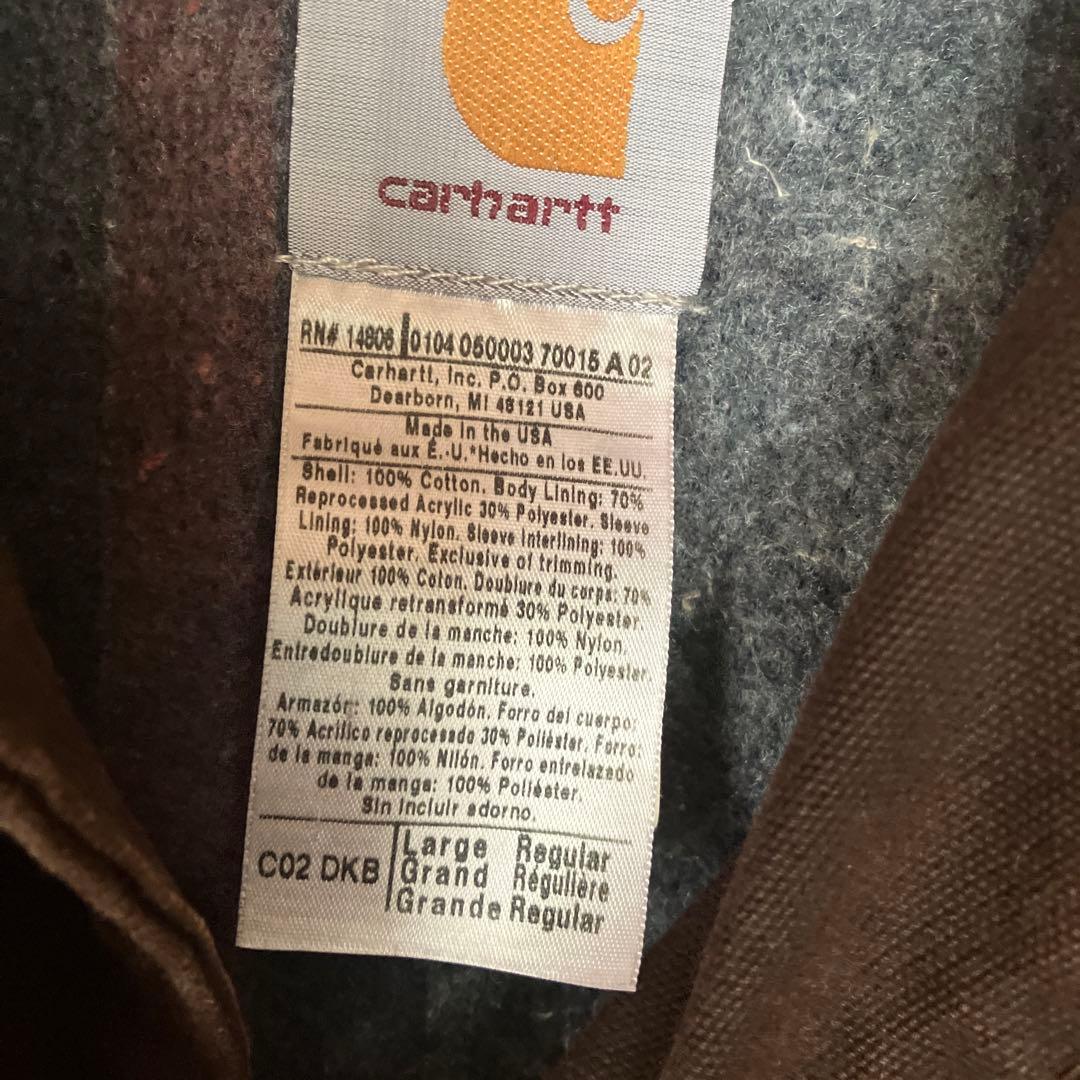 carhartt
RN# 14806 0104 050003 70015 A 02
Carhartt, Inc. P.O. Box 600
Dearborn, MI 48121 USA
Made in the USA
Fabriqué aux É.-U.*Hecho en los EE.UU.
Shell: 100% Cotton. Body Lining: 70%
Reprocessed Acrylic 30% Polyester. Sleeve
Lining: 100% Nylon. Sleeve Interlining: 100%
Polyester. Exclusive of trimming.
Extérieur 100% Coton. Doublure du corps: 70%
Acrylique retransformé 30% Polyester.
Doublure de la manche: 100% Nylon.
Entredoublure de la manche: 100% Polyester.
Sans garniture.
Armazór: 100% Algodón. Forro del cuerpo:
70% Acrílico reprocesado 30% Poliéster. Forro:
de la manga: 100% Nilón. Forro entrelazado
de la manga: 100% Poliéster.
Sin incluir adorno.
C02 DKB Large Regular
Grand Régulière
Grande Regular